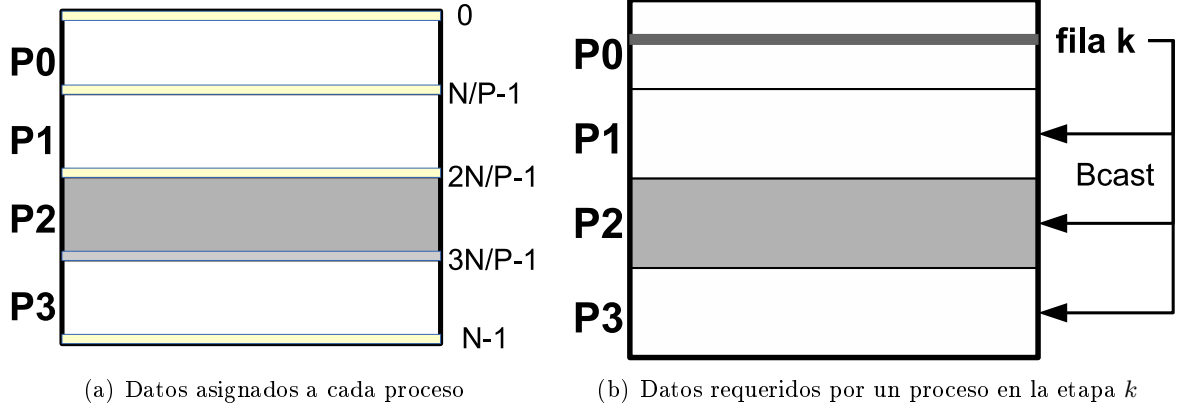 P0
P1
P2
P3
0
N/P-1
2N/P-1
3N/P-1
N-1
(a) Datos asignados a cada proceso
P0
P1
P2
P3
fila k
Bcast
(b) Datos requeridos por un proceso en la etapa k